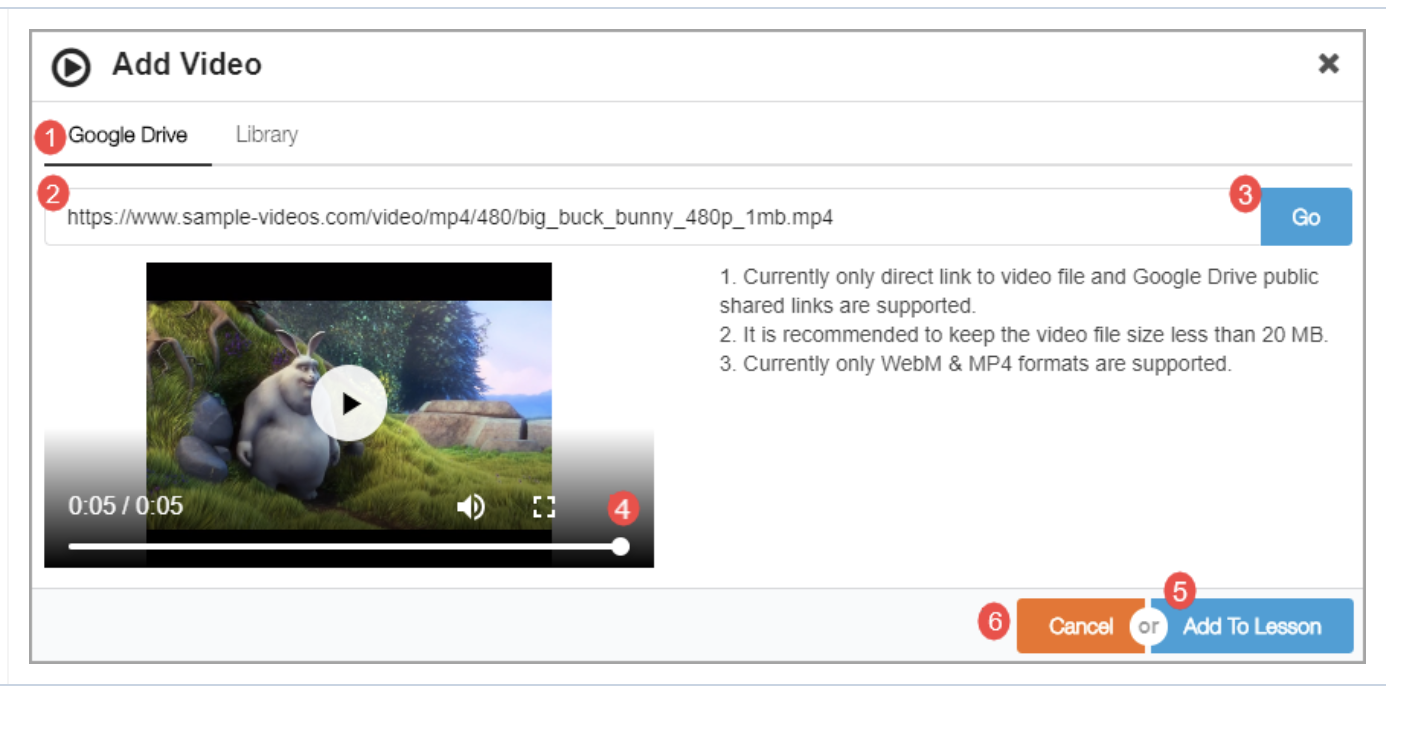 Add Video
1 Google Drive Library
2
3
https://www.sample-videos.com/video/mp4/480/big_buck_bunny_480p_1mb.mp4 Go
1. Currently only direct link to video file and Google Drive public
shared links are supported.
2. It is recommended to keep the video file size less than 20 MB.
3. Currently only WebM & MP4 formats are supported.
0:05 / 0:05 4
5
6 Cancel or Add To Lesson